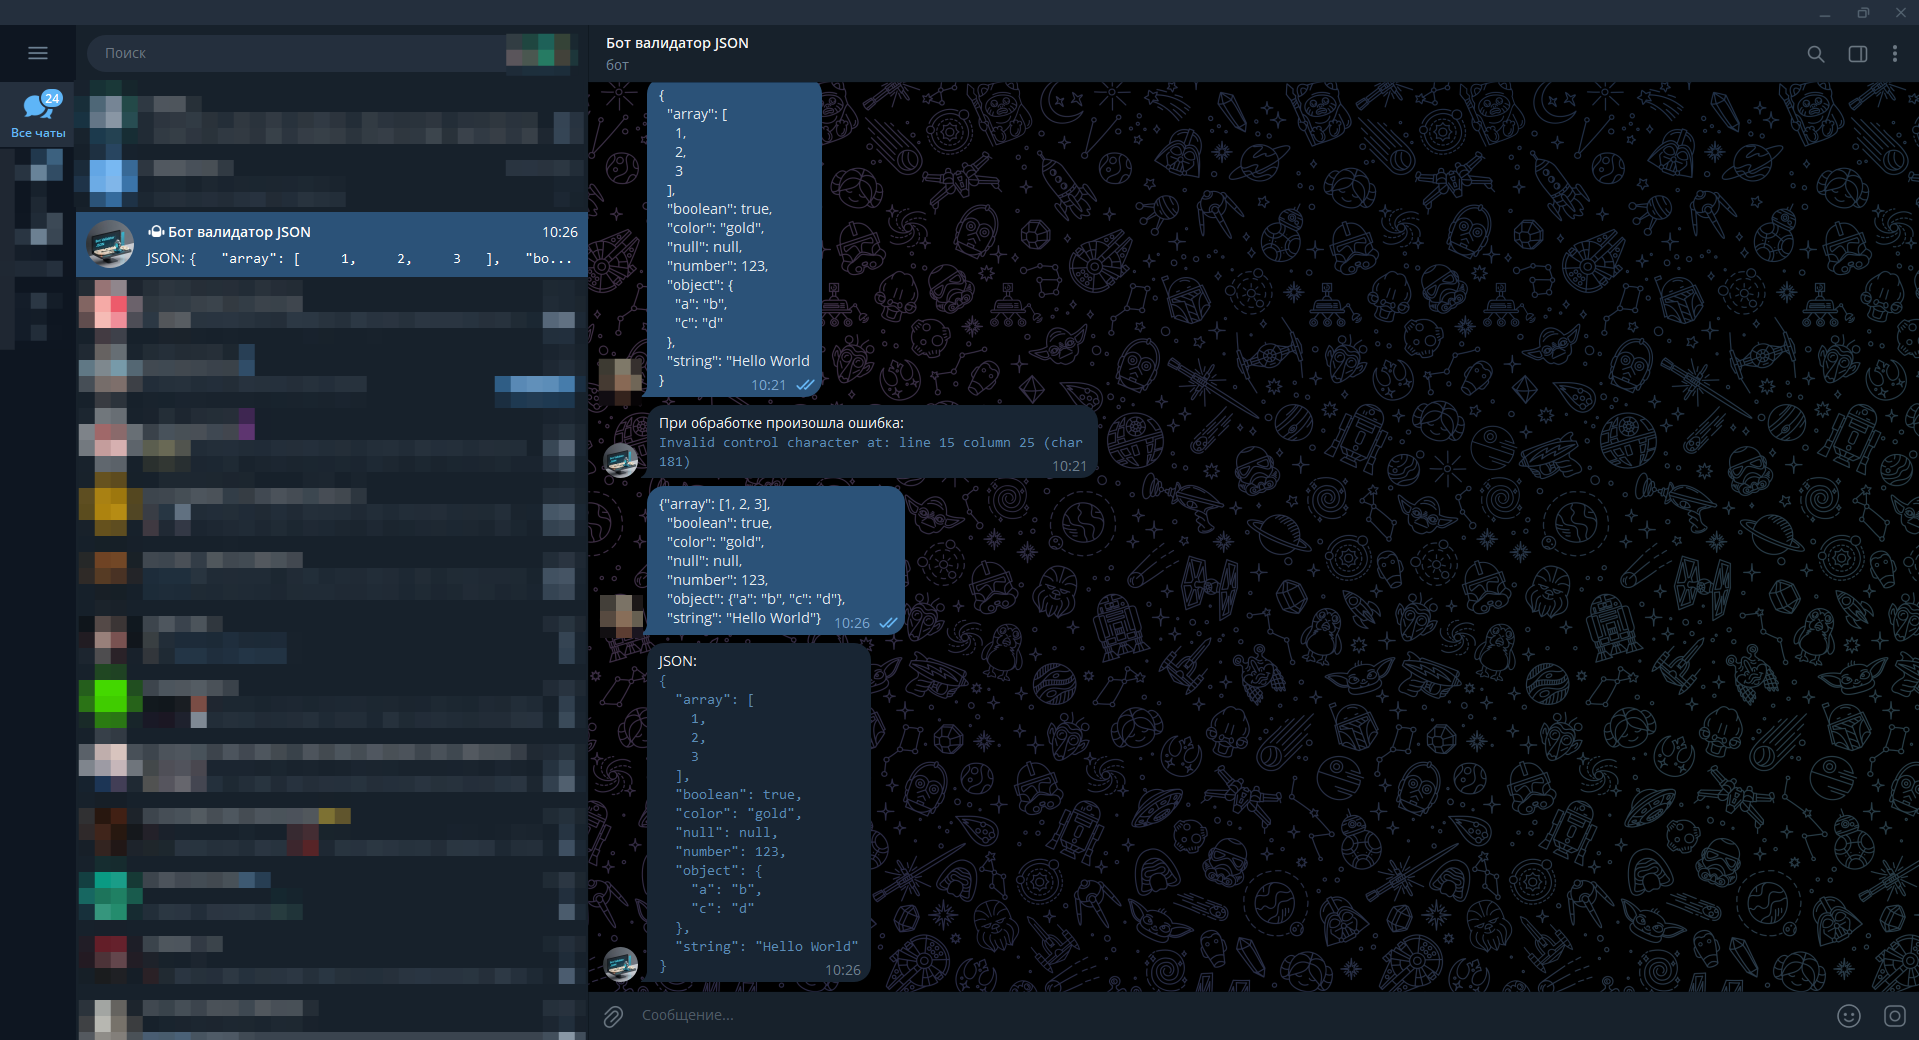 Поиск
24
Все чаты
Бот валидатор JSON 10:26
JSON: { "array": [ 1, 2, 3 ], "bo...
Бот валидатор JSON
бот
{
"array": [
1,
2,
3
],
"boolean": true,
"color": "gold",
"null": null,
"number": 123,
"object": {
"a": "b",
"c": "d"
},
"string": "Hello World
}
10:21
При обработке произошла ошибка:
Invalid control character at: line 15 column 25 (char
181)
10:21
{"array": [1, 2, 3],
"boolean": true,
"color": "gold",
"null": null,
"number": 123,
"object": {"a": "b", "c": "d"},
"string": "Hello World"}
10:26
JSON:
{
"array": [
1,
2,
3
],
"boolean": true,
"color": "gold",
"null": null,
"number": 123,
"object": {
"a": "b",
"c": "d"
},
"string": "Hello World"
}
10:26
Сообщение...